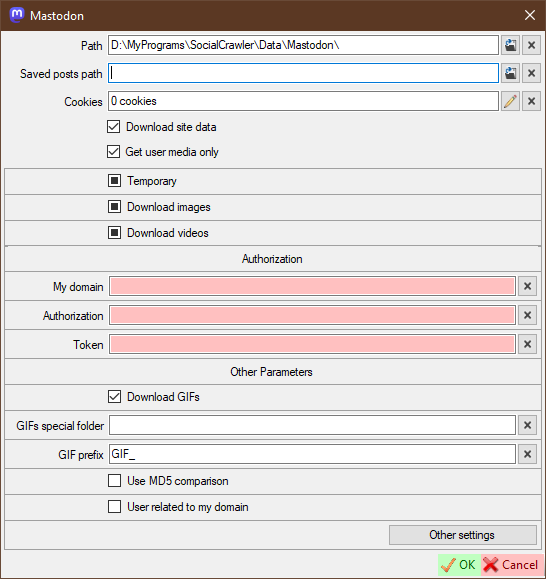 Mastodon
Path D:\MyPrograms\SocialCrawler\Data\Mastodon\
Saved posts path
Cookies 0 cookies
Download site data
Get user media only
Temporary
Download images
Download videos
Authorization
My domain
Authorization
Token
Other Parameters
Download GIFs
GIFs special folder
GIF prefix GIF_
Use MD5 comparison
User related to my domain
Other settings
OK Cancel